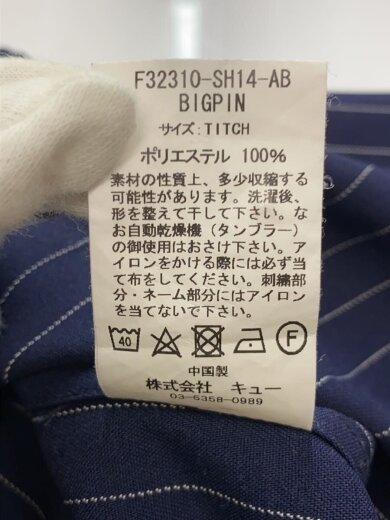 F32310-SH14-AB
BIGPIN
サイズ:TITCH
ポリエステル 100%
素材の性質上、多少収縮する
可能性があります。洗濯後、
形を整えて干して下さい。な
お自動乾燥機（タンブラー）
の御使用はおさけ下さい。ア
イロンをかける際には必ず当
て布をしてください。刺繍部
分・ネーム部分にはアイロン
を当てないで下さい。
40 F
中国製
株式会社 キュー
03-5358-0989